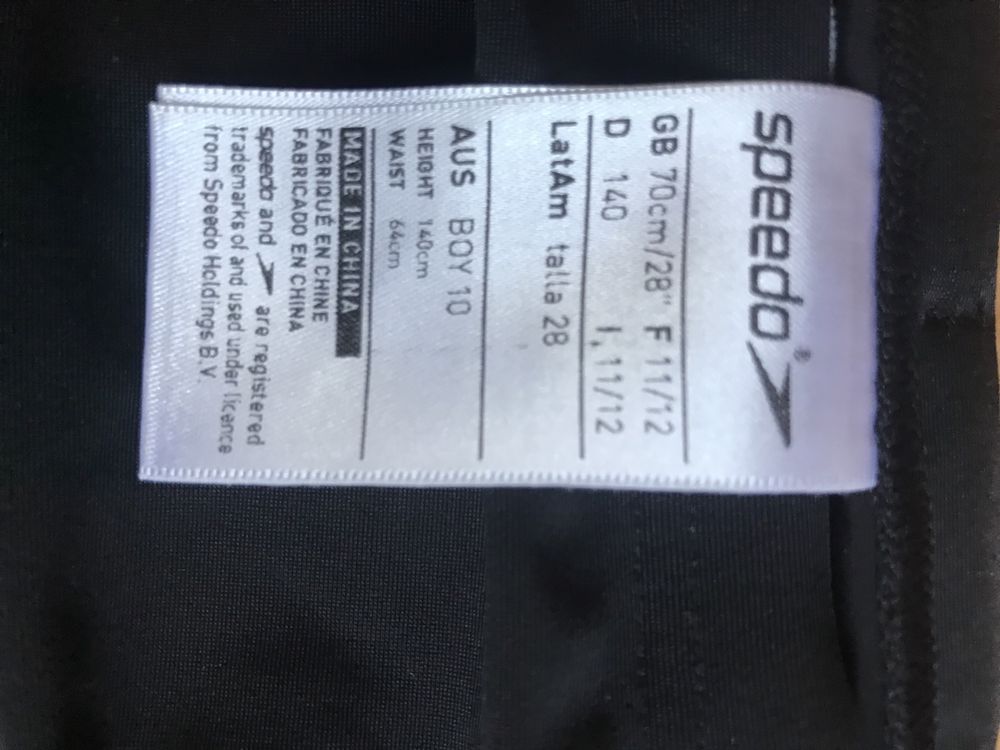 speedo®
GB 70cm/28" F 11/12
D 140 I 11/12
LatAm talla 28
AUS BOY 10
HEIGHT 140cm
WAIST 64cm
MADE IN CHINA
FABRIQUÉ EN CHINE
FABRICADO EN CHINA
speedo and are registered
trademarks of and used under licence
from Speedo Holdings B.V.